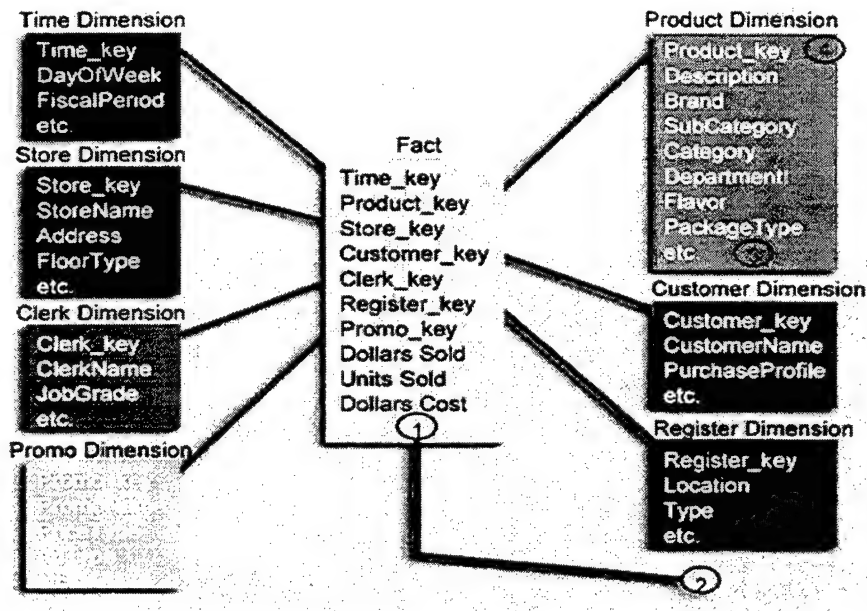 Time Dimension
Time_key
DayOfWeek
FiscalPeriod
etc.
Store Dimension
Store_key
StoreName
Address
FloorType
etc.
Clerk Dimension
Clerk_key
ClerkName
JobGrade
etc.
Promo Dimension
Fact
Time_key
Product_key
Store_key
Customer_key
Clerk_key
Register_key
Promo_key
Dollars Sold
Units Sold
Dollars Cost
1
2
Product Dimension
Product_key 4
Description
Brand
SubCategory
Category
Department
Flavor
PackageType
etc.
Customer Dimension
Customer_key
CustomerName
PurchaseProfile
etc.
Register Dimension
Register_key
Location
Type
etc.